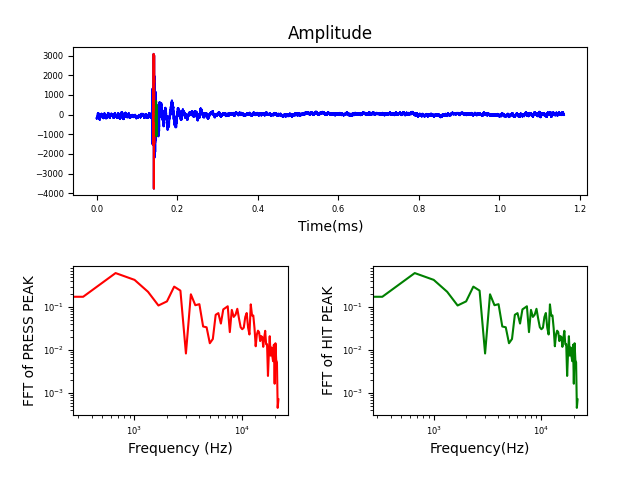 Amplitude
3000
2000
1000
0
−1000
−2000
−3000
−4000
0.0 0.2 0.4 0.6 0.8 1.0 1.2
Time(ms)
FFT of PRESS PEAK
10⁻¹
10⁻²
10⁻³
10³ 10⁴
Frequency (Hz)
FFT of HIT PEAK
10⁻¹
10⁻²
10⁻³
10³ 10⁴
Frequency(Hz)